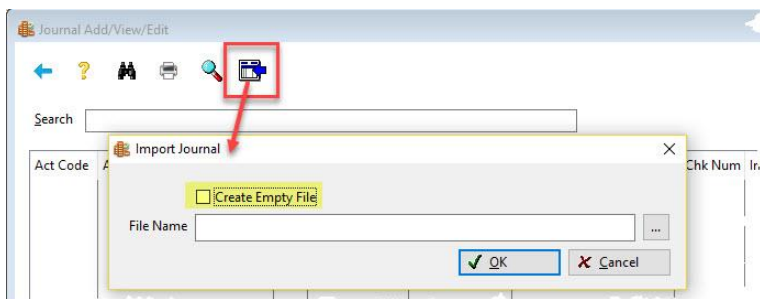 Journal Add/View/Edit
?
Search
Act Code
Import Journal
Chk Num
Create Empty File
File Name
...
OK
Cancel